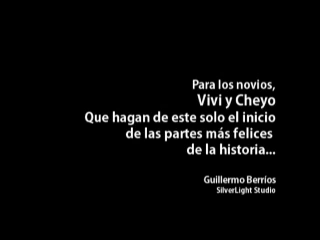 Para los novios,
Vivi y Cheyo
Que hagan de este solo el inicio
de las partes más felices
de la historia...
Guillermo Berríos
SilverLight Studio